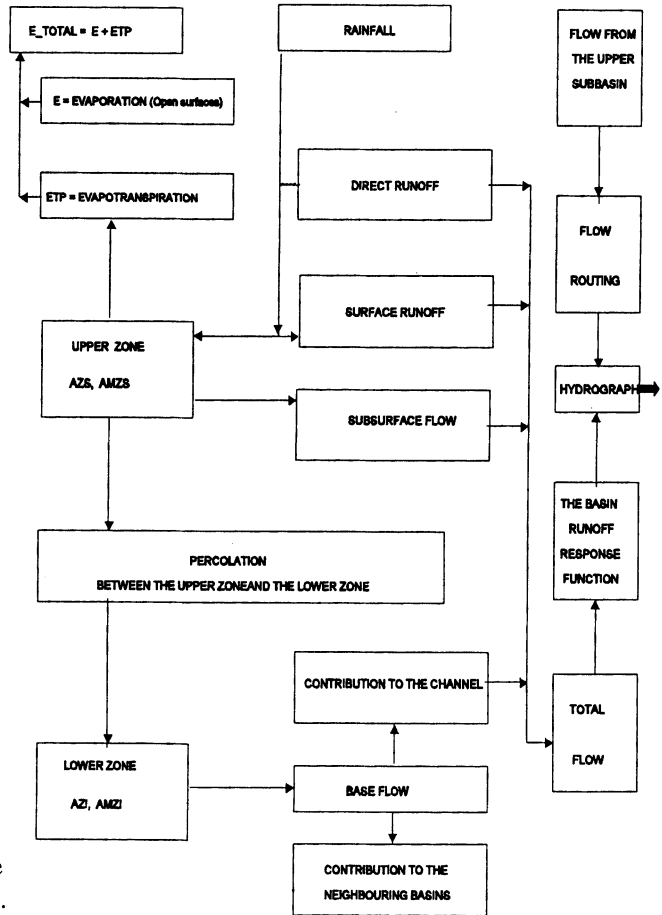 E_TOTAL = E + ETP
RAINFALL
FLOW FROM
THE UPPER
SUBBASIN
E = EVAPORATION (Open surfaces)
ETP = EVAPOTRANSPIRATION
DIRECT RUNOFF
FLOW
ROUTING
SURFACE RUNOFF
UPPER ZONE
AZS, AMZS
HYDROGRAPH
SUBSURFACE FLOW
THE BASIN
RUNOFF
RESPONSE
FUNCTION
PERCOLATION
BETWEEN THE UPPER ZONEAND THE LOWER ZONE
CONTRIBUTION TO THE CHANNEL
TOTAL
FLOW
LOWER ZONE
AZI, AMZI
BASE FLOW
CONTRIBUTION TO THE
NEIGHBOURING BASINS
e
.